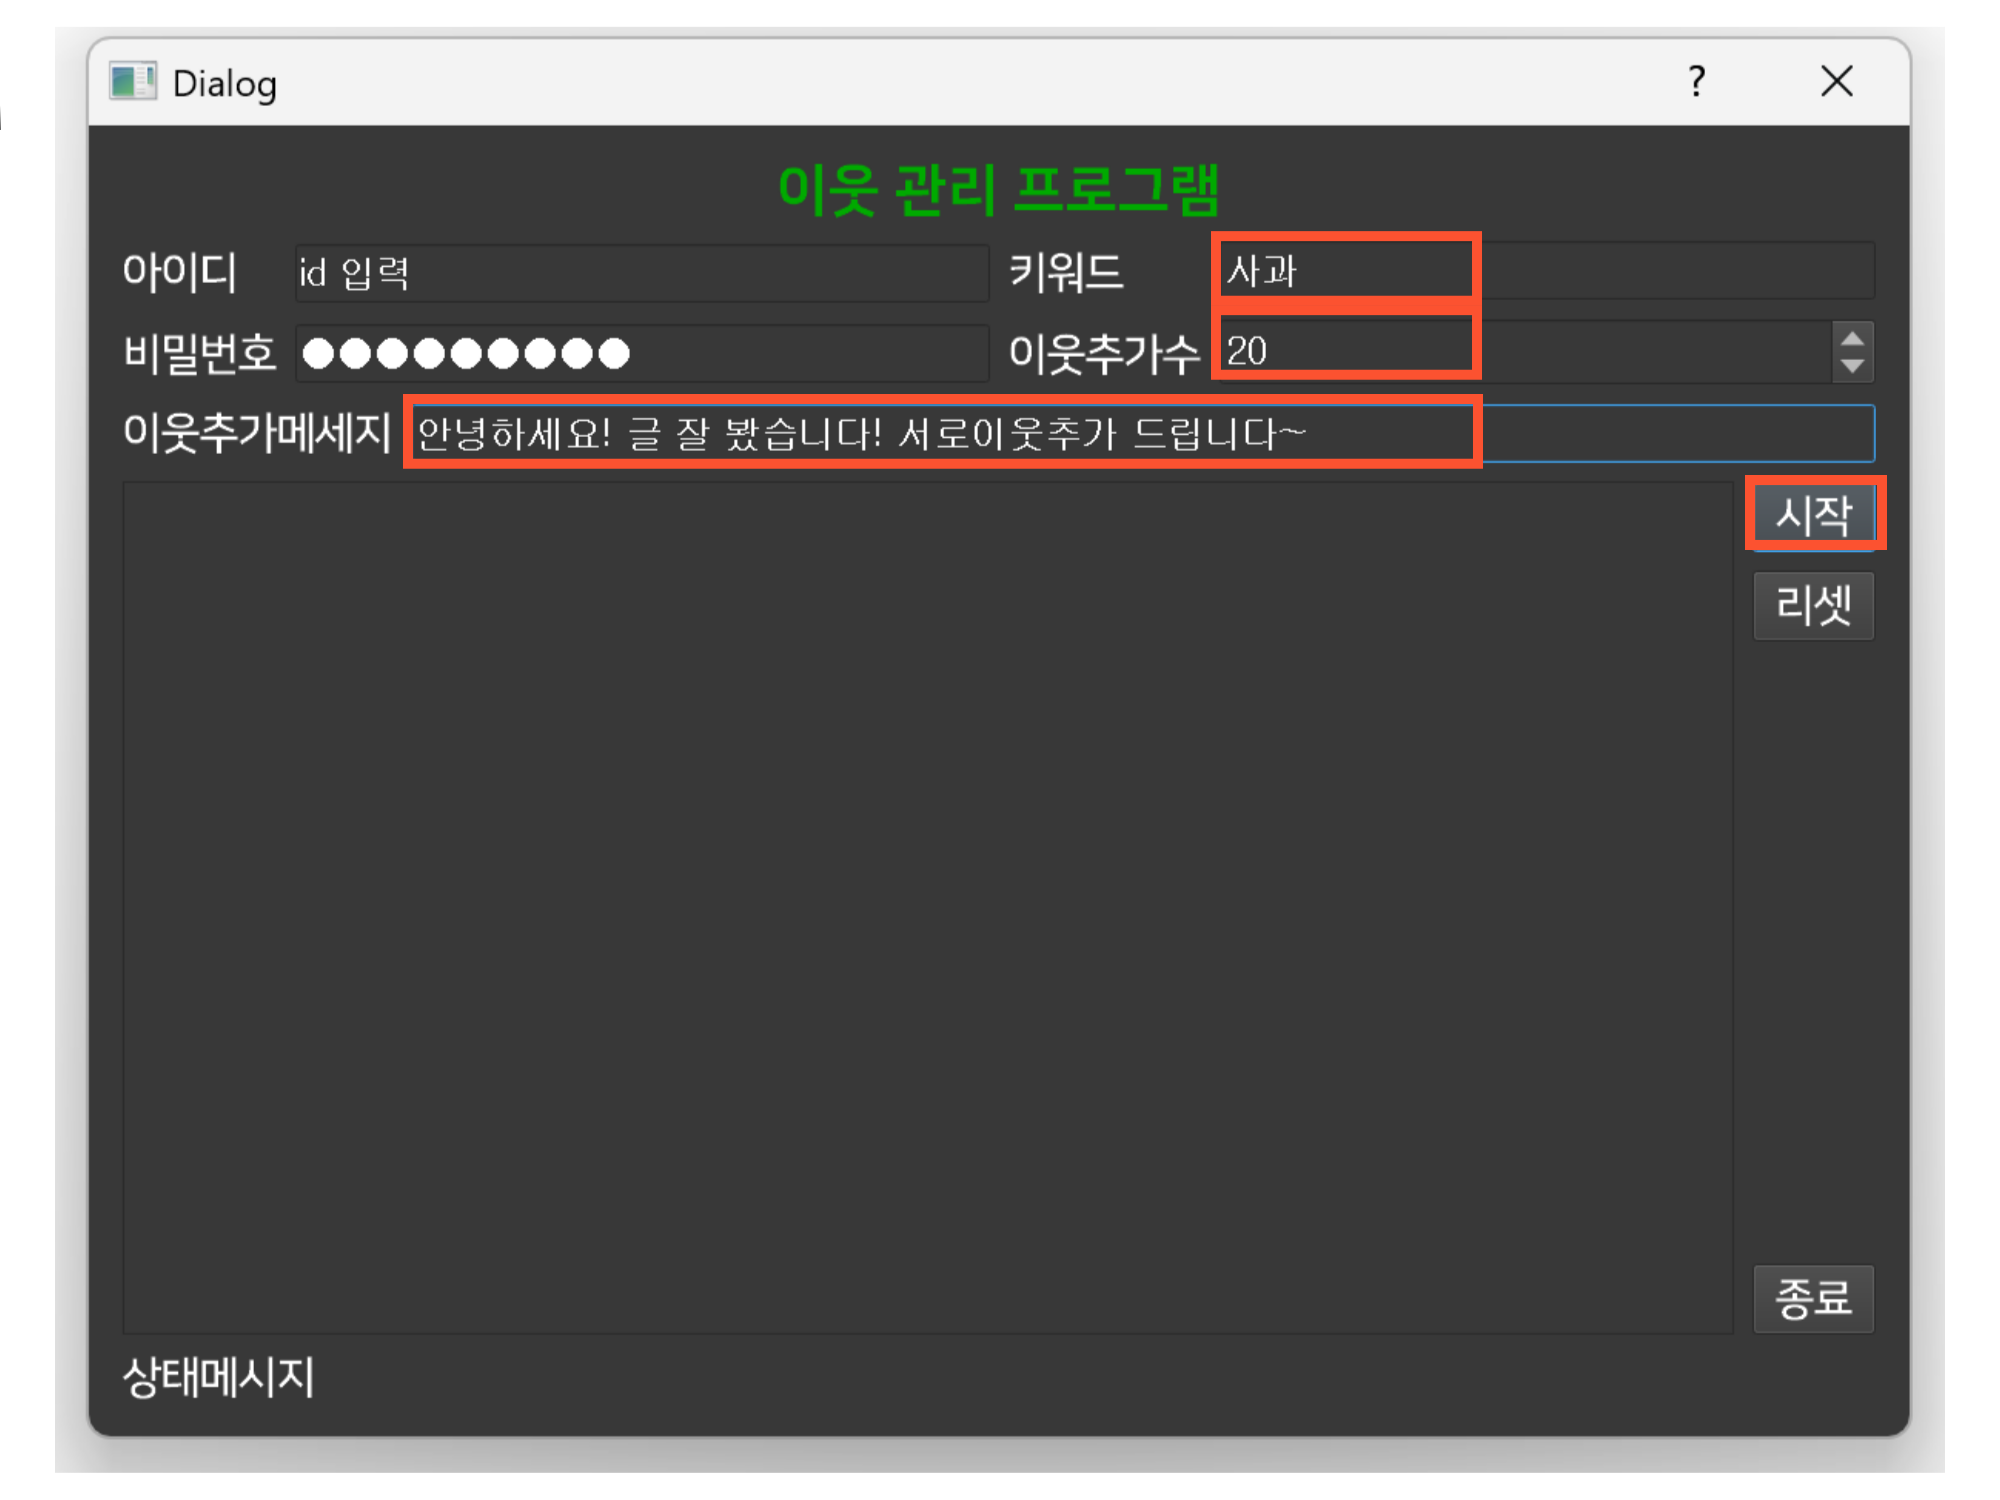 Dialog ?
이웃 관리 프로그램
아이디 id 입력 키워드 사과
비밀번호 ●●●●●●●●● 이웃추가수 20
이웃추가메세지 안녕하세요! 글 잘 봤습니다! 서로이웃추가 드립니다~
시작
리셋
종료
상태메시지